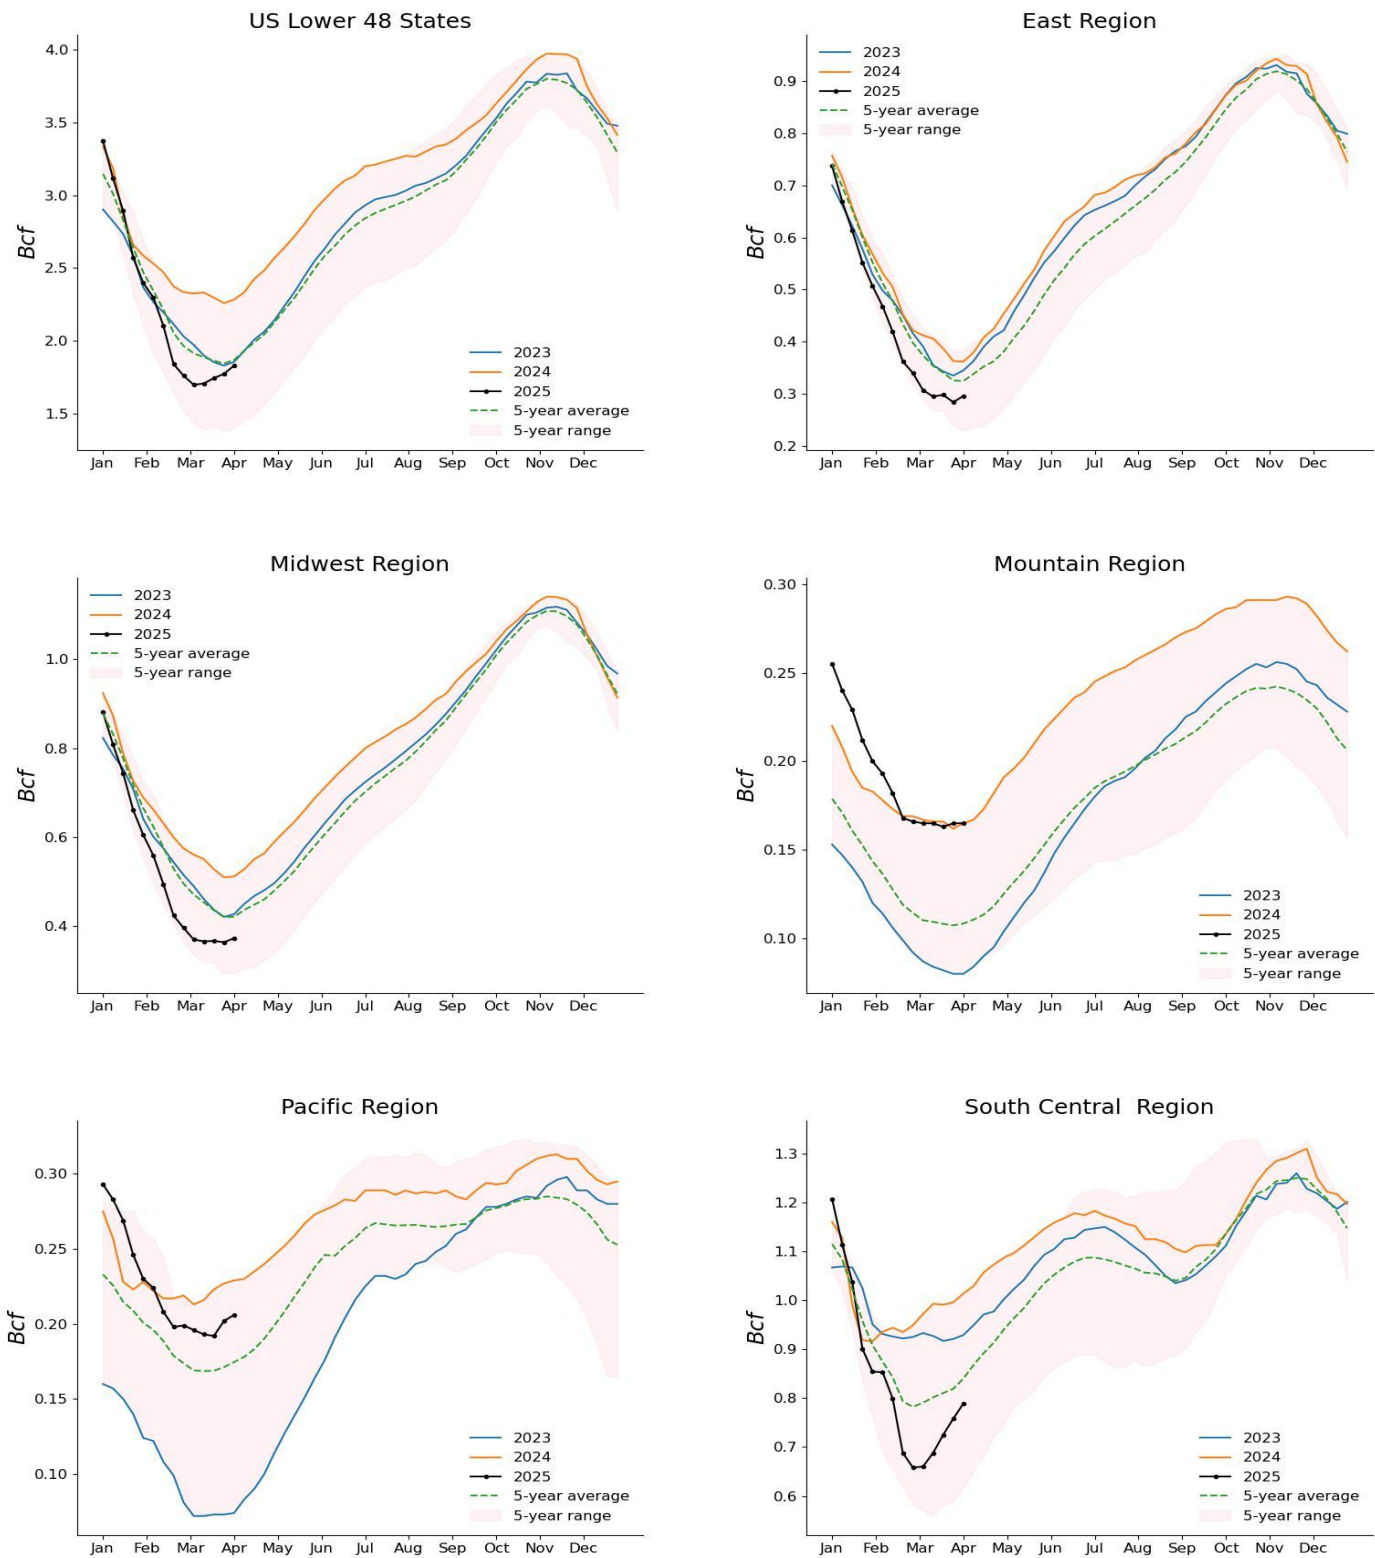 US Lower 48 States
Bcf
4.0
3.5
3.0
2.5
2.0
1.5
Jan Feb Mar Apr May Jun Jul Aug Sep Oct Nov Dec
2023
2024
2025
5-year average
5-year range
East Region
Bcf
0.9
0.8
0.7
0.6
0.5
0.4
0.3
0.2
Jan Feb Mar Apr May Jun Jul Aug Sep Oct Nov Dec
2023
2024
2025
5-year average
5-year range
Midwest Region
Bcf
1.0
0.8
0.6
0.4
Jan Feb Mar Apr May Jun Jul Aug Sep Oct Nov Dec
2023
2024
2025
5-year average
5-year range
Mountain Region
Bcf
0.30
0.25
0.20
0.15
0.10
Jan Feb Mar Apr May Jun Jul Aug Sep Oct Nov Dec
2023
2024
2025
5-year average
5-year range
Pacific Region
Bcf
0.30
0.25
0.20
0.15
0.10
Jan Feb Mar Apr May Jun Jul Aug Sep Oct Nov Dec
2023
2024
2025
5-year average
5-year range
South Central  Region
Bcf
1.3
1.2
1.1
1.0
0.9
0.8
0.7
0.6
Jan Feb Mar Apr May Jun Jul Aug Sep Oct Nov Dec
2023
2024
2025
5-year average
5-year range